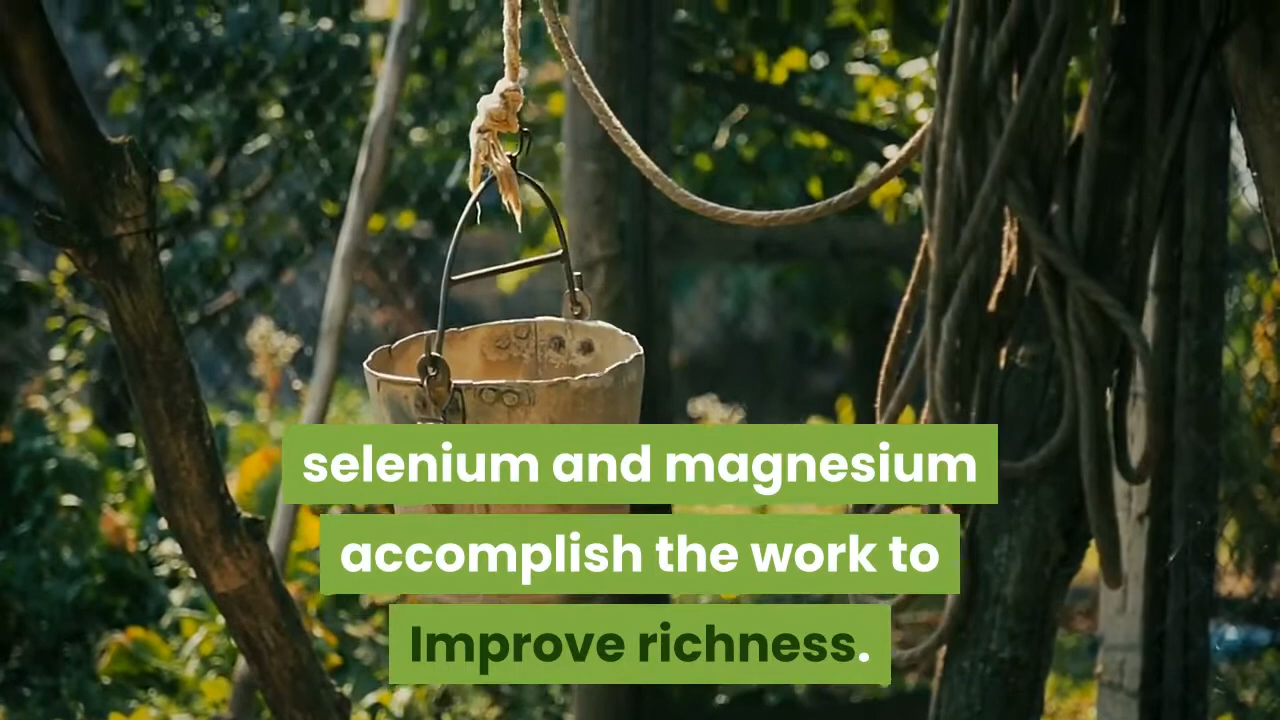 selenium and magnesium
accomplish the work to
Improve richness.